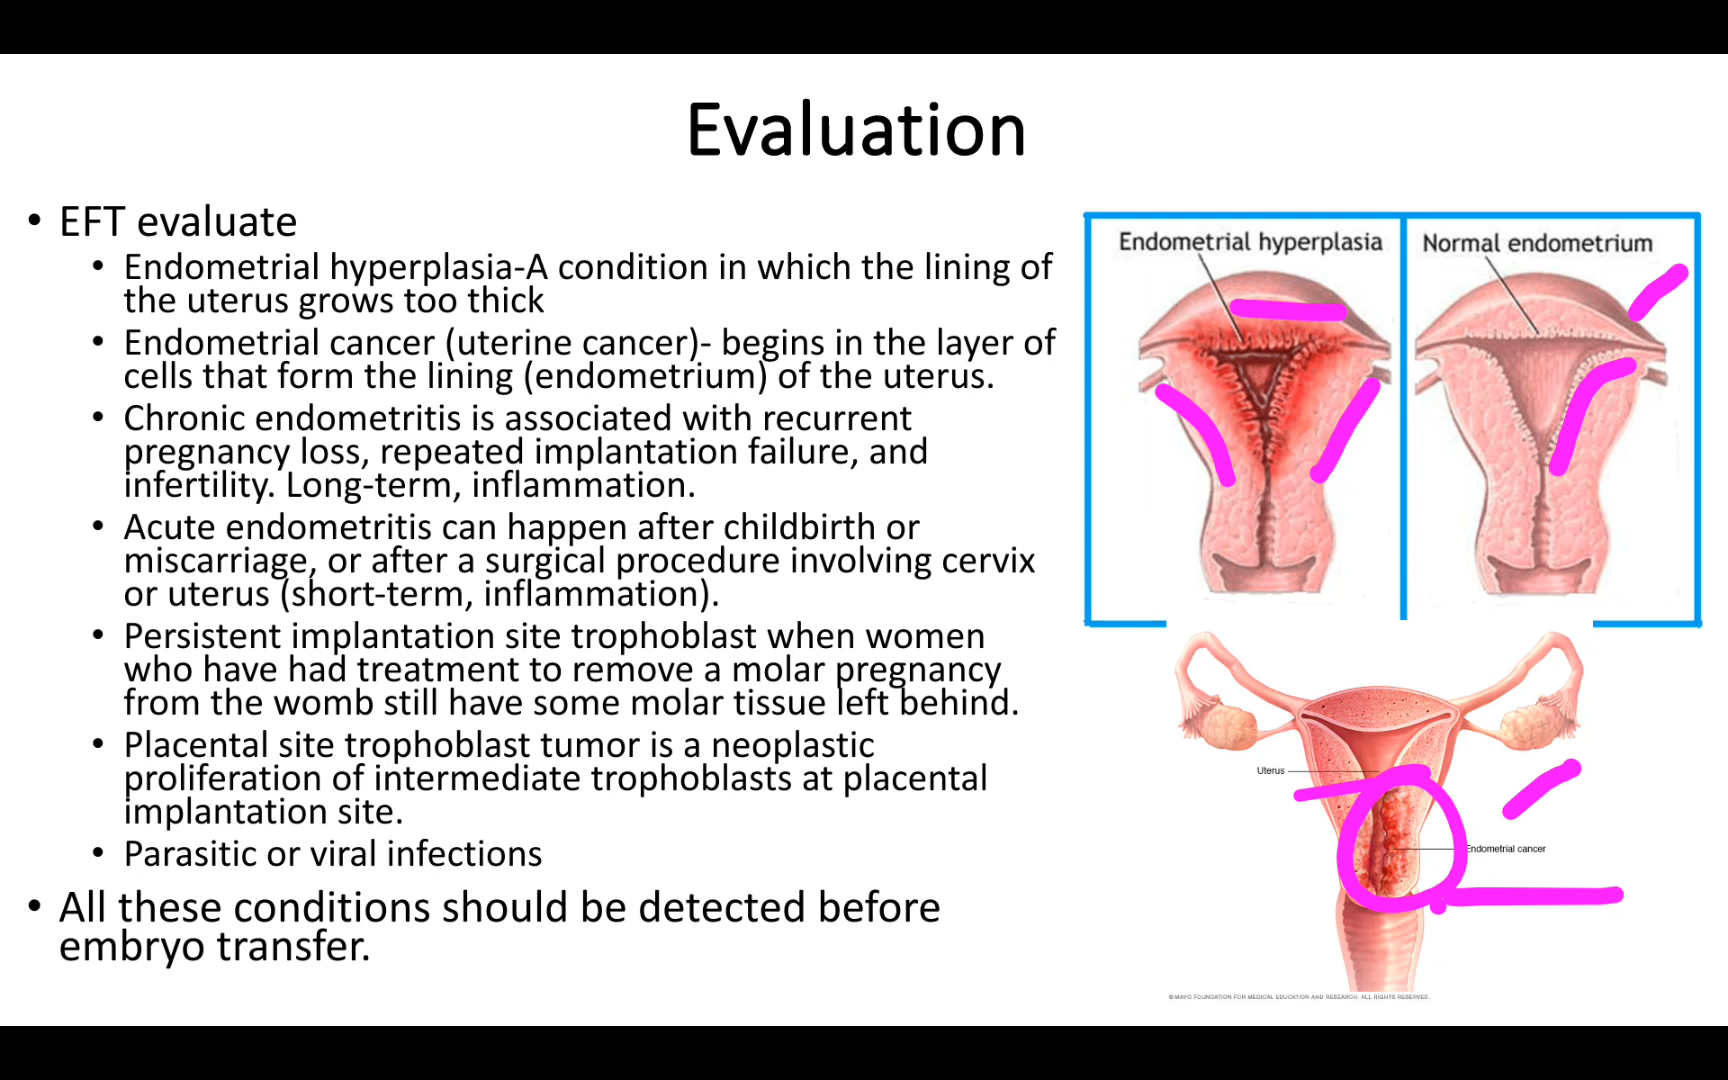 Evaluation
• EFT evaluate
• Endometrial hyperplasia-A condition in which the lining of
the uterus grows too thick
• Endometrial cancer (uterine cancer)- begins in the layer of
cells that form the lining (endometrium) of the uterus.
• Chronic endometritis is associated with recurrent
pregnancy loss, repeated implantation failure, and
infertility. Long-term, inflammation.
• Acute endometritis can happen after childbirth or
miscarriage, or after a surgical procedure involving cervix
or uterus (short-term, inflammation).
• Persistent implantation site trophoblast when women
who have had treatment to remove a molar pregnancy
from the womb still have some molar tissue left behind.
• Placental site trophoblast tumor is a neoplastic
proliferation of intermediate trophoblasts at placental
implantation site.
• Parasitic or viral infections
• All these conditions should be detected before
embryo transfer.
Endometrial hyperplasia
Normal endometrium
Uterus
Endometrial cancer
© MAYO FOUNDATION FOR MEDICAL EDUCATION AND RESEARCH. ALL RIGHTS RESERVED.